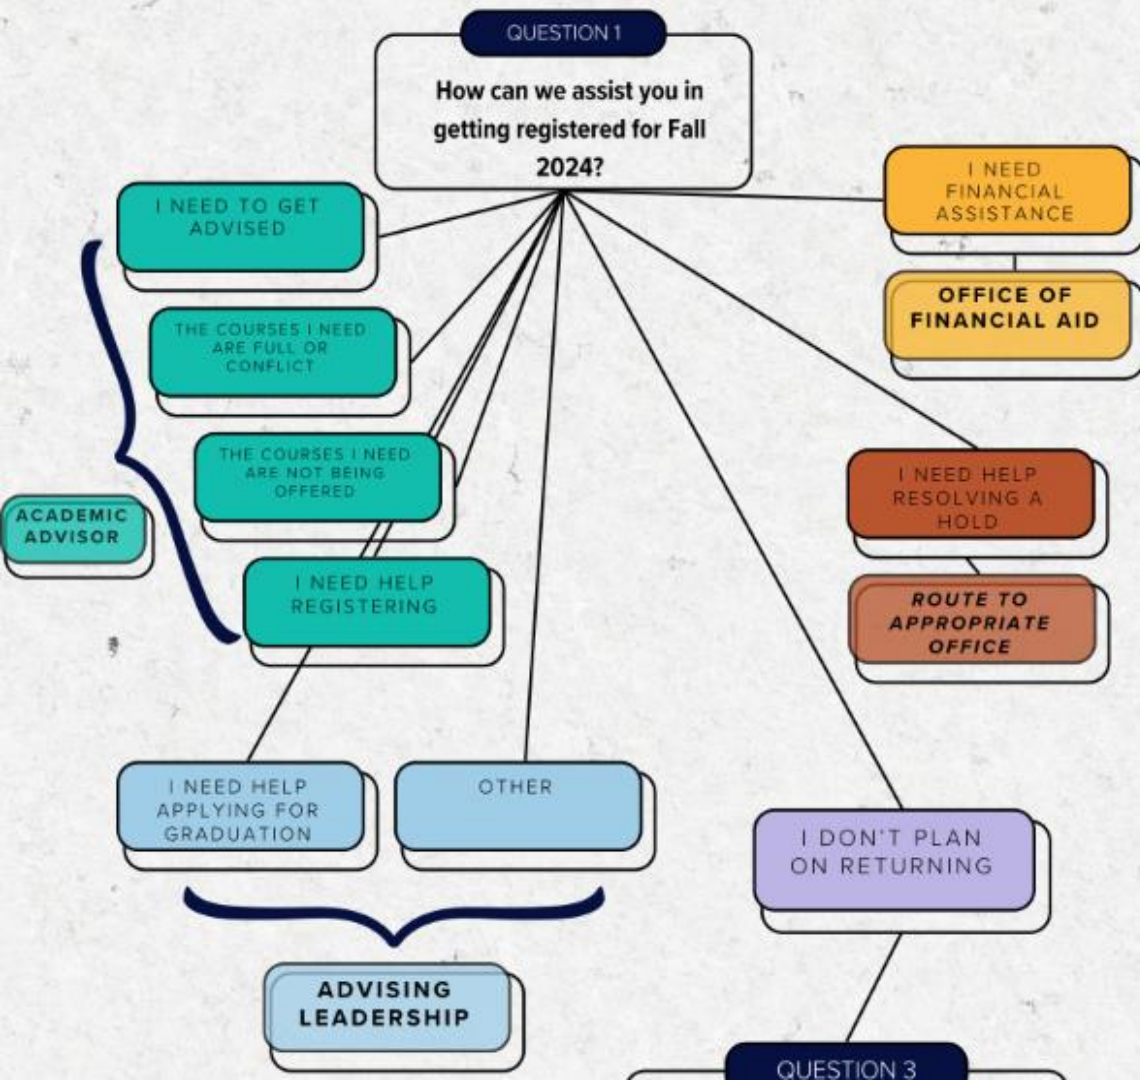 QUESTION 1
How can we assist you in
getting registered for Fall
2024?
I NEED TO GET
ADVISED
THE COURSES I NEED
ARE FULL OR
CONFLICT
THE COURSES I NEED
ARE NOT BEING
OFFERED
I NEED HELP
REGISTERING
ACADEMIC
ADVISOR
I NEED
FINANCIAL
ASSISTANCE
OFFICE OF
FINANCIAL AID
I NEED HELP
RESOLVING A
HOLD
ROUTE TO
APPROPRIATE
OFFICE
I NEED HELP
APPLYING FOR
GRADUATION
OTHER
ADVISING
LEADERSHIP
I DON'T PLAN
ON RETURNING
QUESTION 3